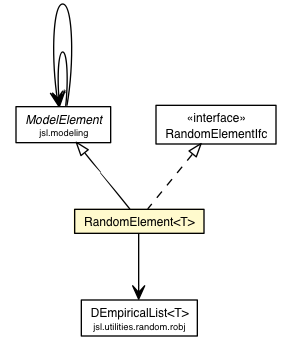 ModelElement
jsl.modeling
«interface»
RandomElementIfc
RandomElement<T>
DEmpiricalList<T>
jsl.utilities.random.robj